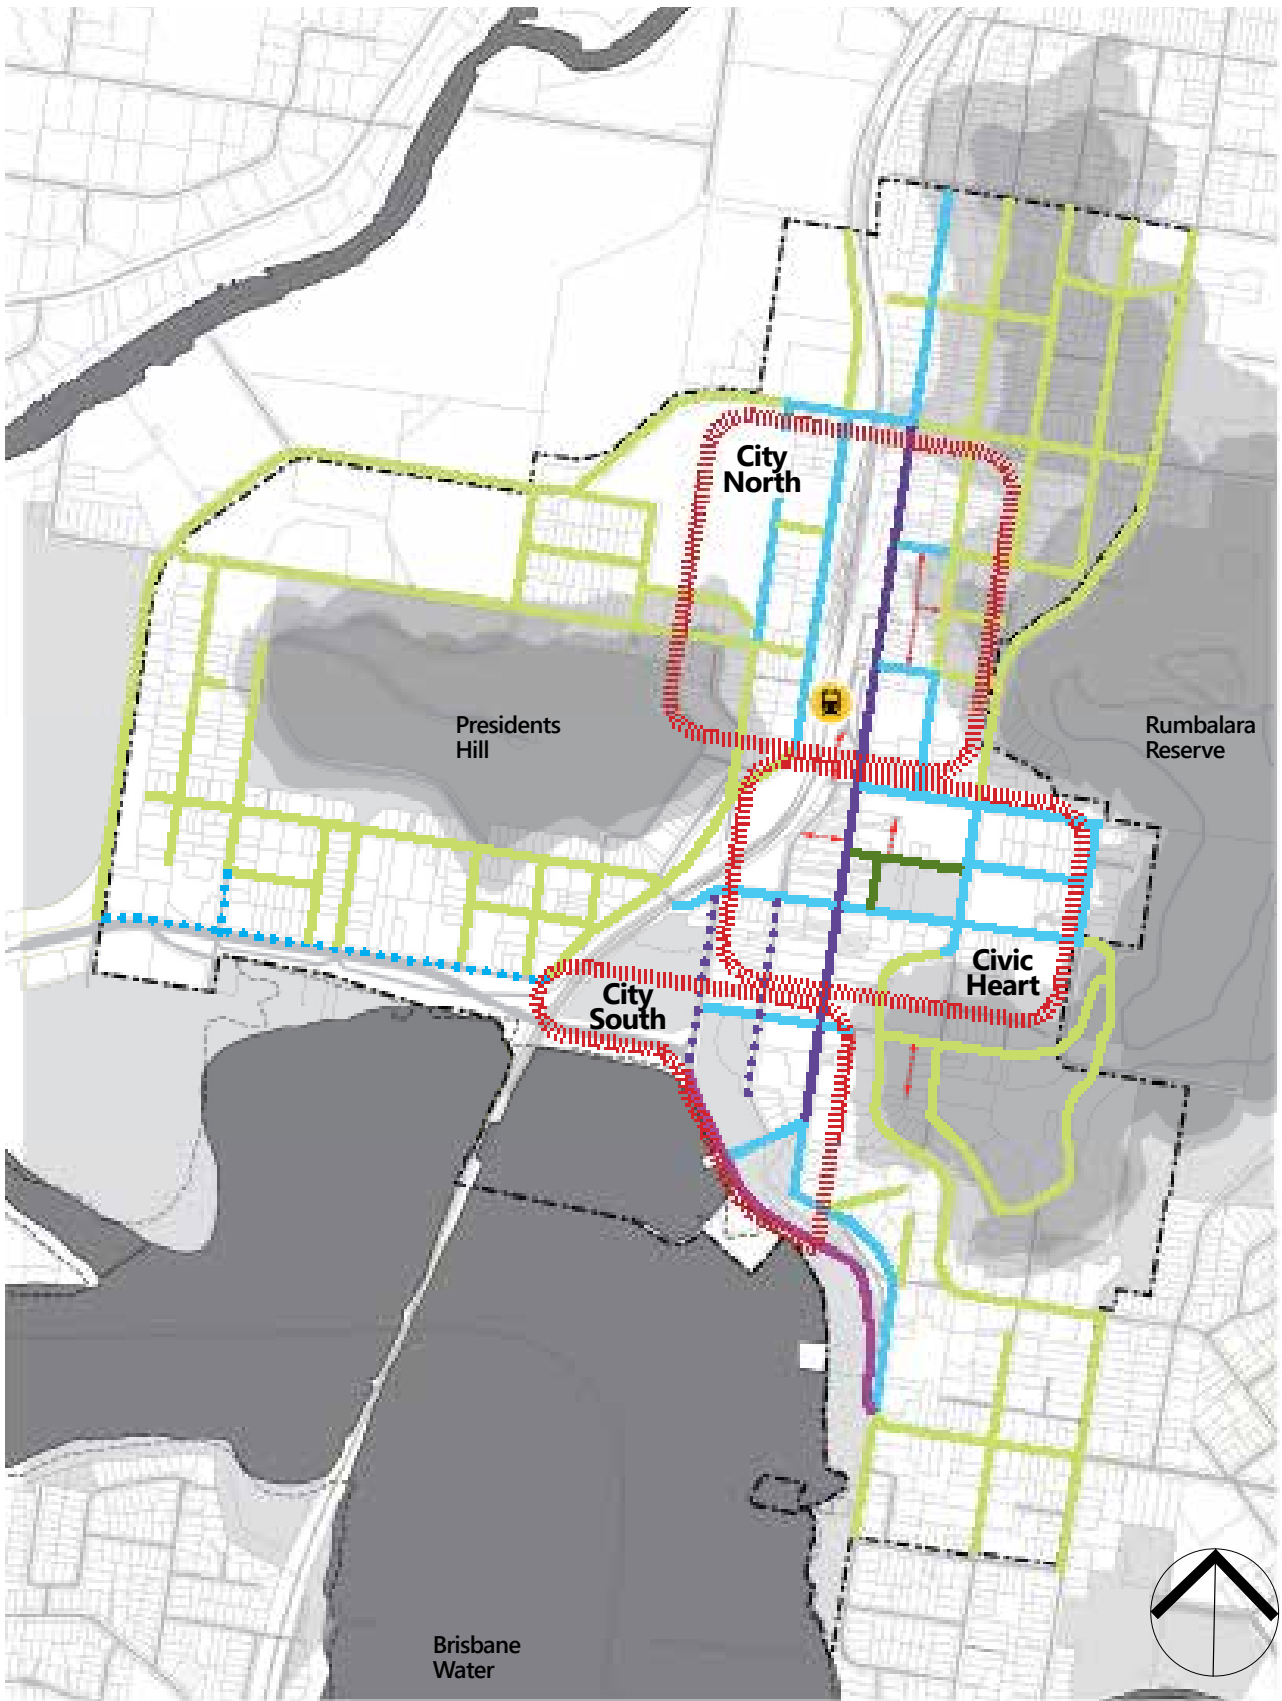 City
North
Presidents
Hill
Rumbalara
Reserve
Civic
Heart
City
South
Brisbane
Water